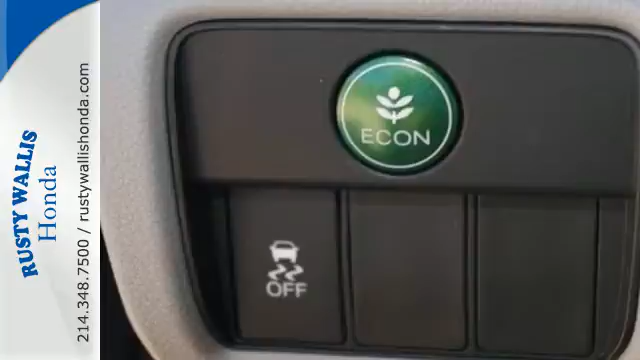 RUSTY WALLIS
Honda
214.348.7500 / rustywallishonda.com
ECON
OFF